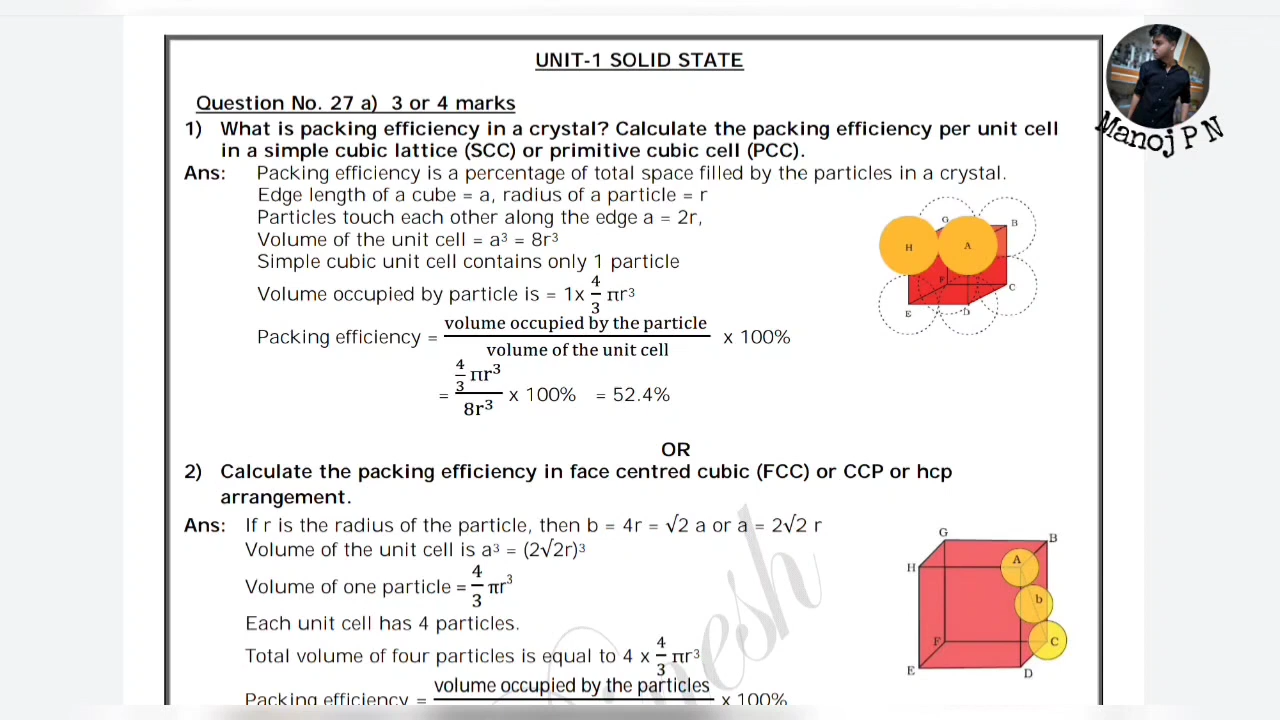 UNIT-1 SOLID STATE
Question No. 27 a) 3 or 4 marks
1) What is packing efficiency in a crystal? Calculate the packing efficiency per unit cell
in a simple cubic lattice (SCC) or primitive cubic cell (PCC).
Ans: Packing efficiency is a percentage of total space filled by the particles in a crystal.
Edge length of a cube = a, radius of a particle = r
Particles touch each other along the edge a = 2r,
Volume of the unit cell = a³ = 8r³
Simple cubic unit cell contains only 1 particle
Volume occupied by particle is = 1x 4/3 πr³
Packing efficiency = volume occupied by the particle / volume of the unit cell x 100%
= 4/3 πr³ / 8r³ x 100% = 52.4%
G
B
H
A
F
C
E
D
Manoj P N
OR
2) Calculate the packing efficiency in face centred cubic (FCC) or CCP or hcp
arrangement.
Ans: If r is the radius of the particle, then b = 4r = √2 a or a = 2√2 r
Volume of the unit cell is a³ = (2√2r)³
Volume of one particle = 4/3 πr³
Each unit cell has 4 particles.
Total volume of four particles is equal to 4 x 4/3 πr³
Packing efficiency = volume occupied by the particles x 100%
G
B
H
A
b
F
C
E
D